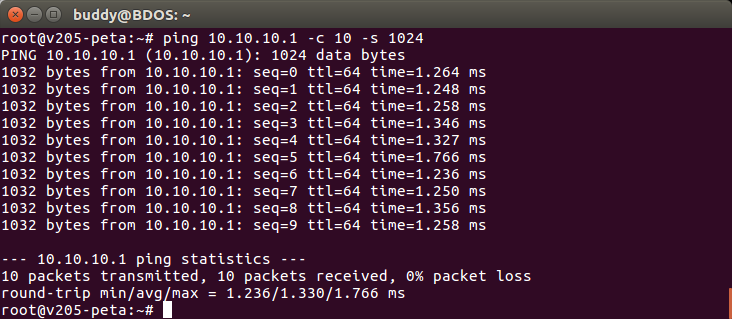 buddy@BDOS: ~
root@v205-peta:~# ping 10.10.10.1 -c 10 -s 1024
PING 10.10.10.1 (10.10.10.1): 1024 data bytes
1032 bytes from 10.10.10.1: seq=0 ttl=64 time=1.264 ms
1032 bytes from 10.10.10.1: seq=1 ttl=64 time=1.248 ms
1032 bytes from 10.10.10.1: seq=2 ttl=64 time=1.258 ms
1032 bytes from 10.10.10.1: seq=3 ttl=64 time=1.346 ms
1032 bytes from 10.10.10.1: seq=4 ttl=64 time=1.327 ms
1032 bytes from 10.10.10.1: seq=5 ttl=64 time=1.766 ms
1032 bytes from 10.10.10.1: seq=6 ttl=64 time=1.236 ms
1032 bytes from 10.10.10.1: seq=7 ttl=64 time=1.250 ms
1032 bytes from 10.10.10.1: seq=8 ttl=64 time=1.356 ms
1032 bytes from 10.10.10.1: seq=9 ttl=64 time=1.258 ms
--- 10.10.10.1 ping statistics ---
10 packets transmitted, 10 packets received, 0% packet loss
round-trip min/avg/max = 1.236/1.330/1.766 ms
root@v205-peta:~#